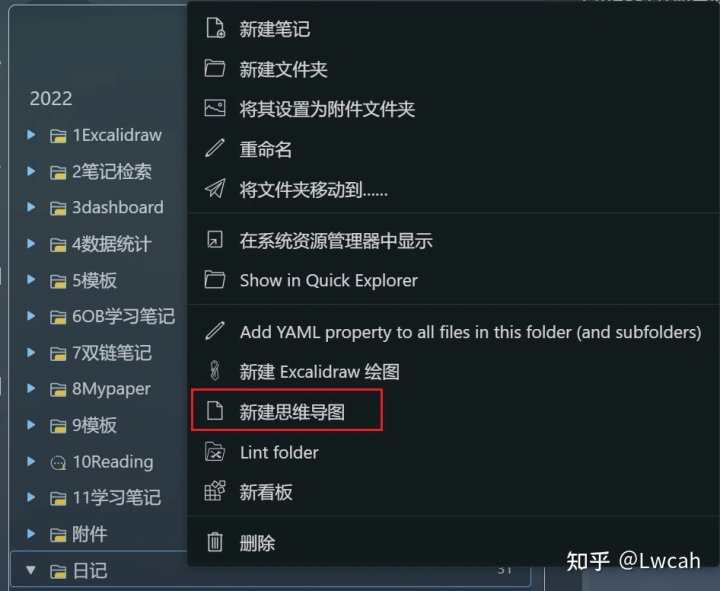 新建笔记
新建文件夹
将其设置为附件文件夹
重命名
将文件夹移动到......
在系统资源管理器中显示
Show in Quick Explorer
Add YAML property to all files in this folder (and subfolders)
新建 Excalidraw 绘图
新建思维导图
Lint folder
新看板
删除
2022
1Excalidraw
2笔记检索
3dashboard
4数据统计
5模板
6OB学习笔记
7双链笔记
8Mypaper
9模板
10Reading
11学习笔记
附件
日记
31
知乎 @Lwcah